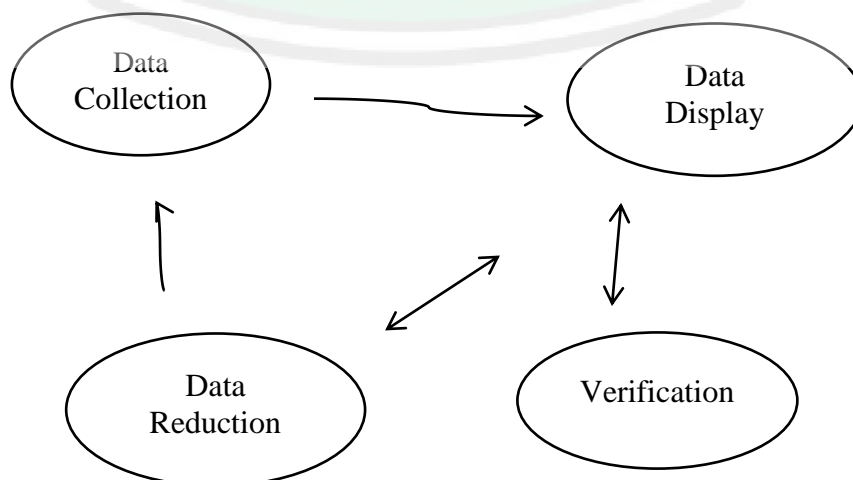 Data
Collection
Data
Display
Data
Reduction
Verification